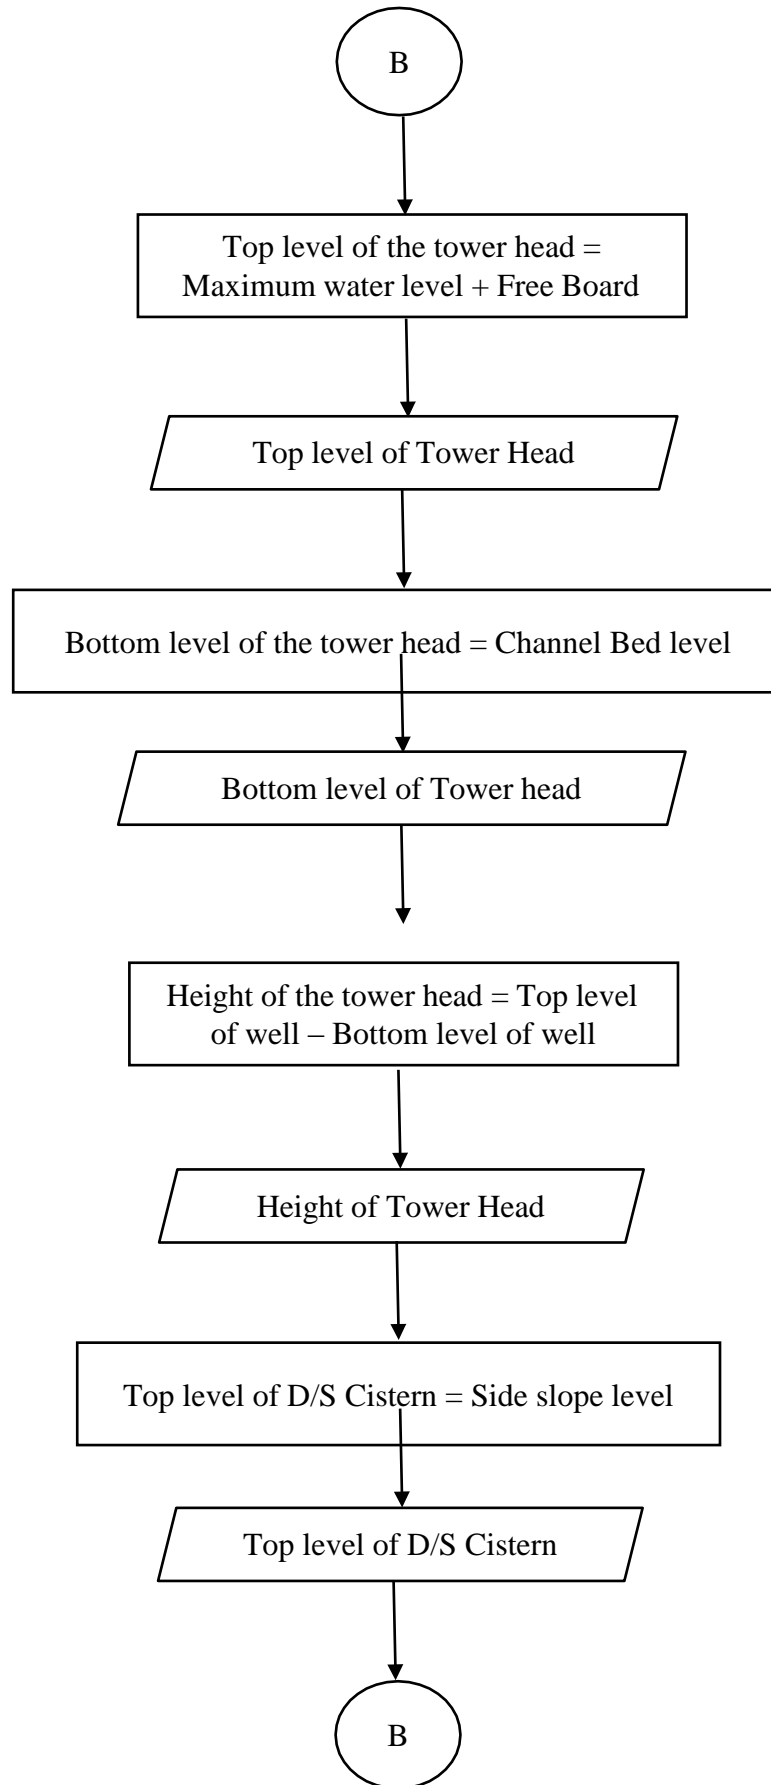 B
Top level of the tower head =
Maximum water level + Free Board
Top level of Tower Head
Bottom level of the tower head = Channel Bed level
Bottom level of Tower head
Height of the tower head = Top level
of well – Bottom level of well
Height of Tower Head
Top level of D/S Cistern = Side slope level
Top level of D/S Cistern
B